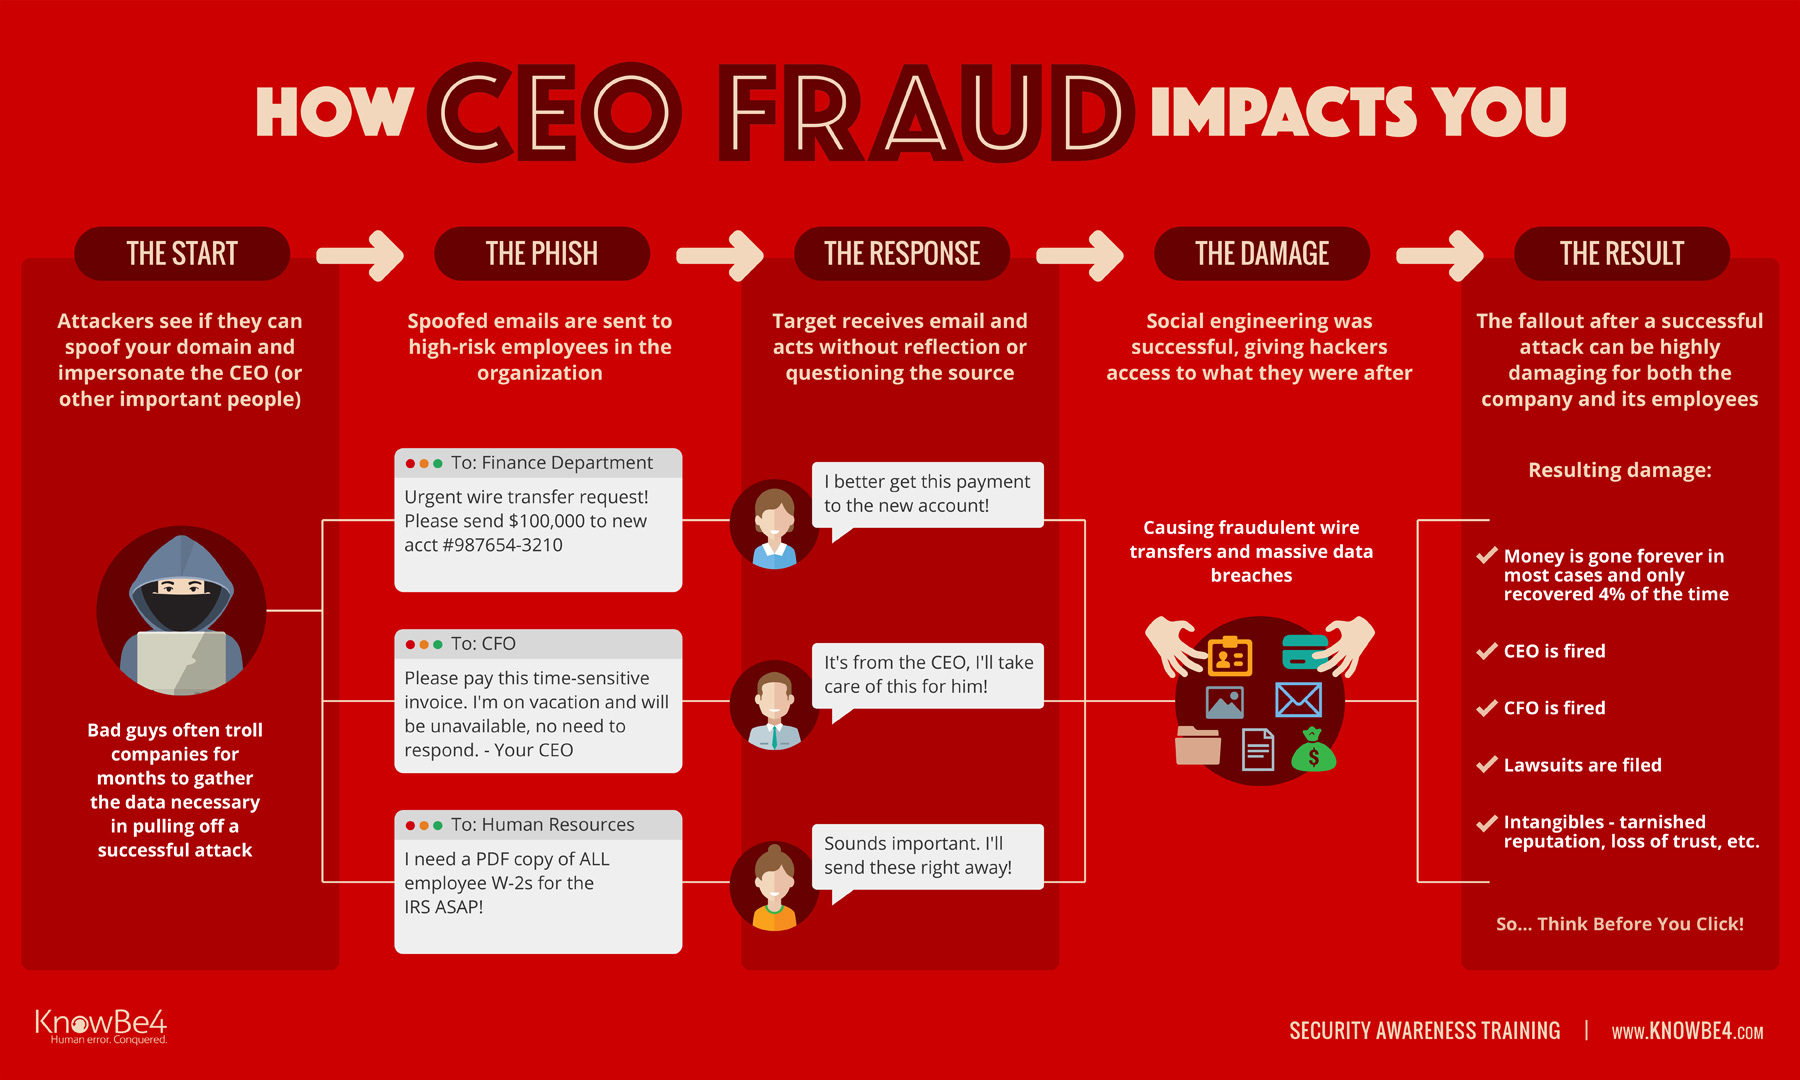 HOW CEO FRAUD IMPACTS YOU
THE START
Attackers see if they can
spoof your domain and
impersonate the CEO (or
other important people)
Bad guys often troll
companies for
months to gather
the data necessary
in pulling off a
successful attack
THE PHISH
Spoofed emails are sent to
high-risk employees in the
organization
To: Finance Department
Urgent wire transfer request!
Please send $100,000 to new
acct #987654-3210
To: CFO
Please pay this time-sensitive
invoice. I'm on vacation and will
be unavailable, no need to
respond. - Your CEO
To: Human Resources
I need a PDF copy of ALL
employee W-2s for the
IRS ASAP!
THE RESPONSE
Target receives email and
acts without reflection or
questioning the source
I better get this payment
to the new account!
It's from the CEO, I'll take
care of this for him!
Sounds important. I'll
send these right away!
THE DAMAGE
Social engineering was
successful, giving hackers
access to what they were after
Causing fraudulent wire
transfers and massive data
breaches
$
THE RESULT
The fallout after a successful
attack can be highly
damaging for both the
company and its employees
Resulting damage:
Money is gone forever in
most cases and only
recovered 4% of the time
CEO is fired
CFO is fired
Lawsuits are filed
Intangibles - tarnished
reputation, loss of trust, etc.
So... Think Before You Click!
KnowBe4
Human error. Conquered.
SECURITY AWARENESS TRAINING | WWW.KNOWBE4.COM